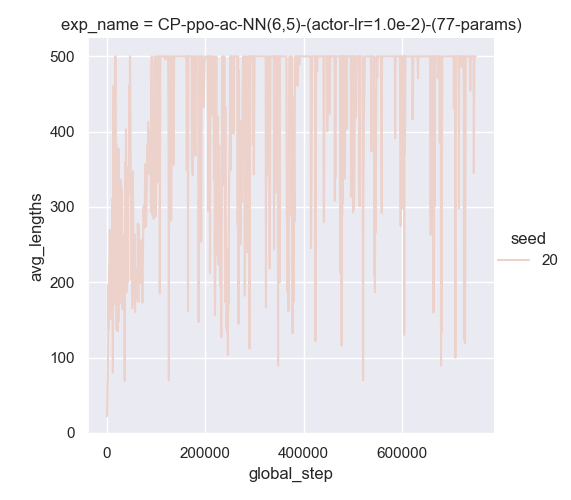 exp_name = CP-ppo-ac-NN(6,5)-(actor-lr=1.0e-2)-(77-params)
500
400
300
200
100
0
avg_lengths
0
200000
400000
600000
global_step
seed
20